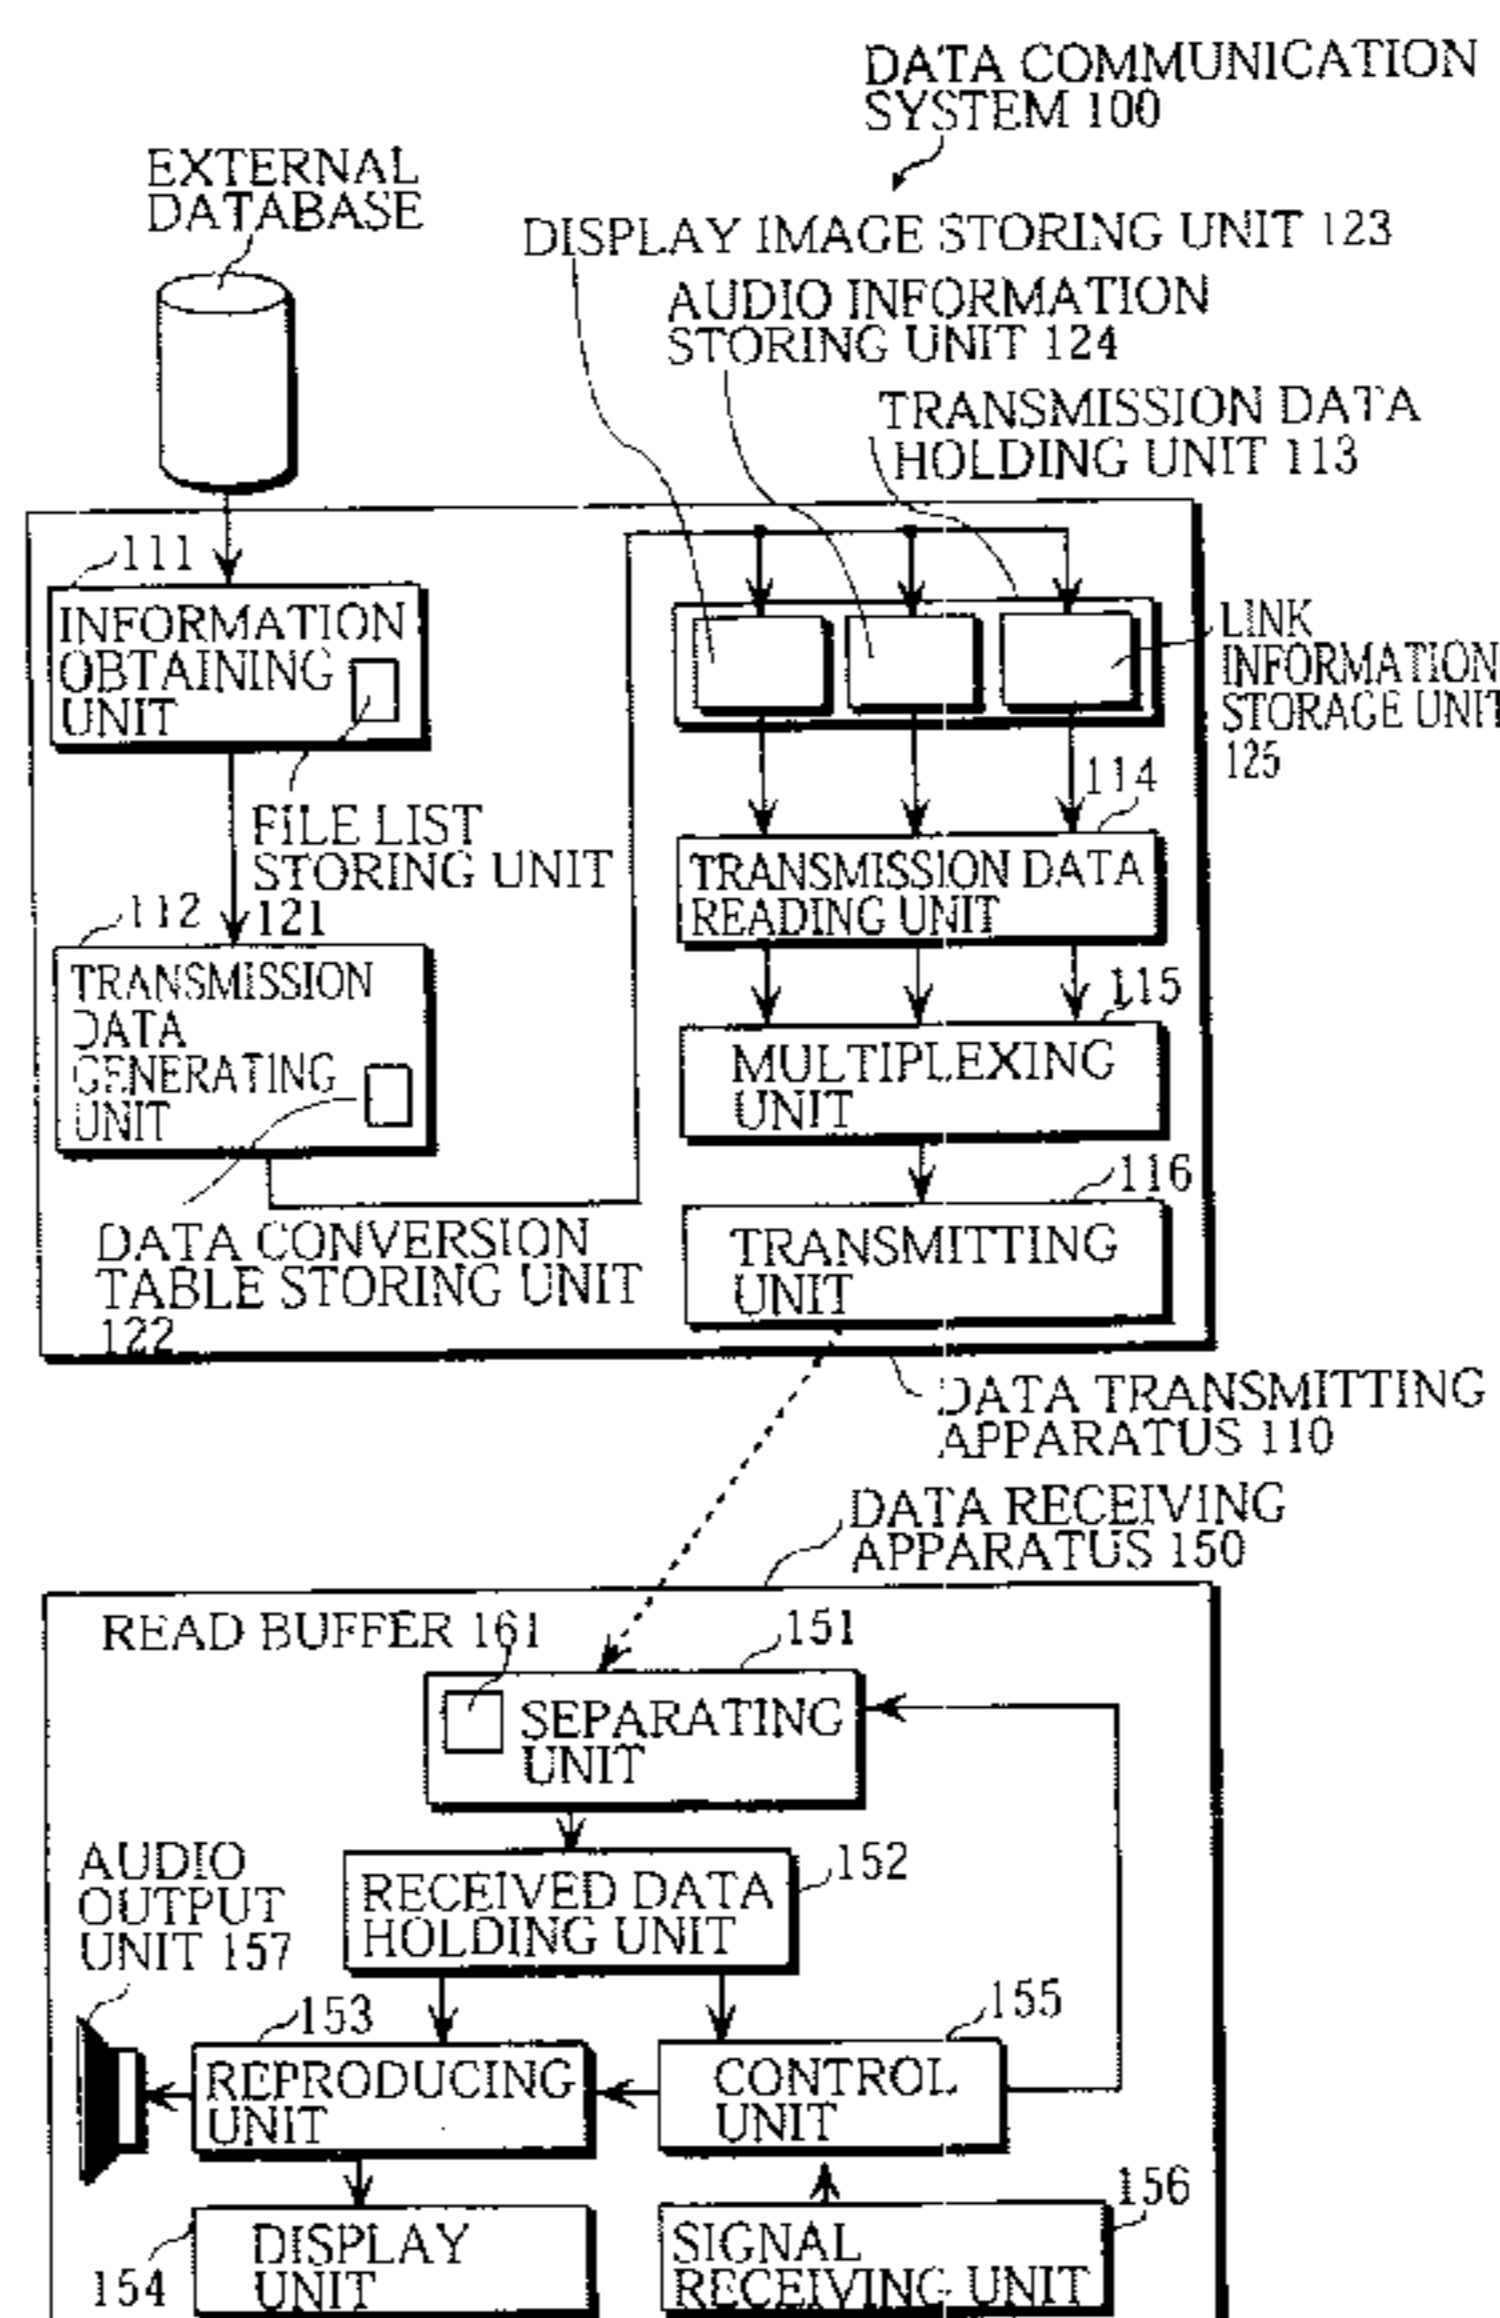 DATA COMMUNICATION
SYSTEM 100
EXTERNAL
DATABASE
DISPLAY IMAGE STORING UNIT 123
AUDIO INFORMATION
STORING UNIT 124
TRANSMISSION DATA
HOLDING UNIT 113
111
INFORMATION
OBTAINING
UNIT
LINK
INFORMATION
STORAGE UNIT
125
FILE LIST
STORING UNIT
121
114
TRANSMISSION DATA
READING UNIT
112
TRANSMISSION
DATA
GENERATING
UNIT
115
MULTIPLEXING
UNIT
116
TRANSMITTING
UNIT
DATA CONVERSION
TABLE STORING UNIT
122
DATA TRANSMITTING
APPARATUS 110
DATA RECEIVING
APPARATUS 150
READ BUFFER 161
151
SEPARATING
UNIT
AUDIO
OUTPUT
UNIT 157
152
RECEIVED DATA
HOLDING UNIT
153
REPRODUCING
UNIT
155
CONTROL
UNIT
154
DISPLAY
UNIT
156
SIGNAL
RECEIVING UNIT